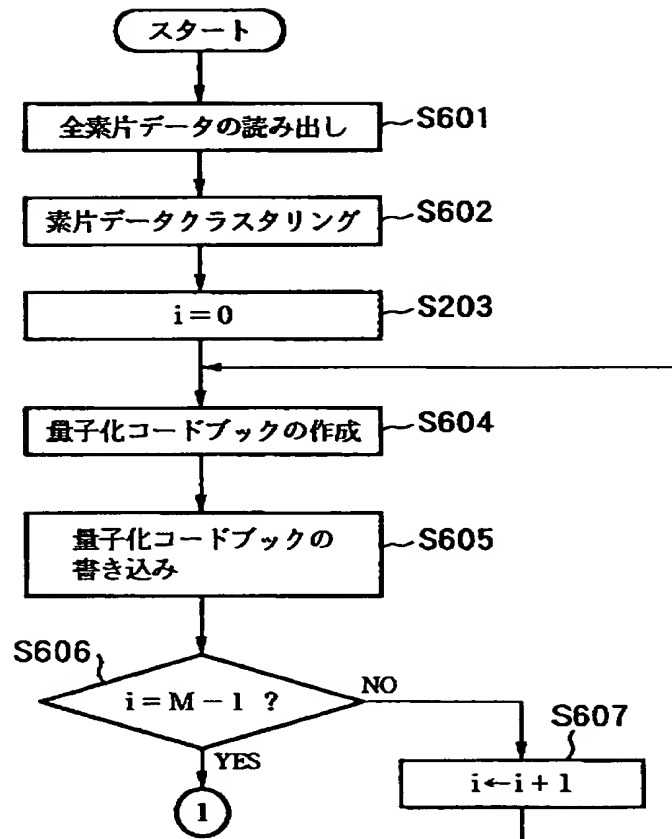 スタート
全素片データの読み出し
S601
素片データクラスタリング
S602
i = 0
S203
量子化コードブックの作成
S604
量子化コードブックの
書き込み
S605
S606
i = M - 1 ?
NO
YES
S607
i←i + 1
1